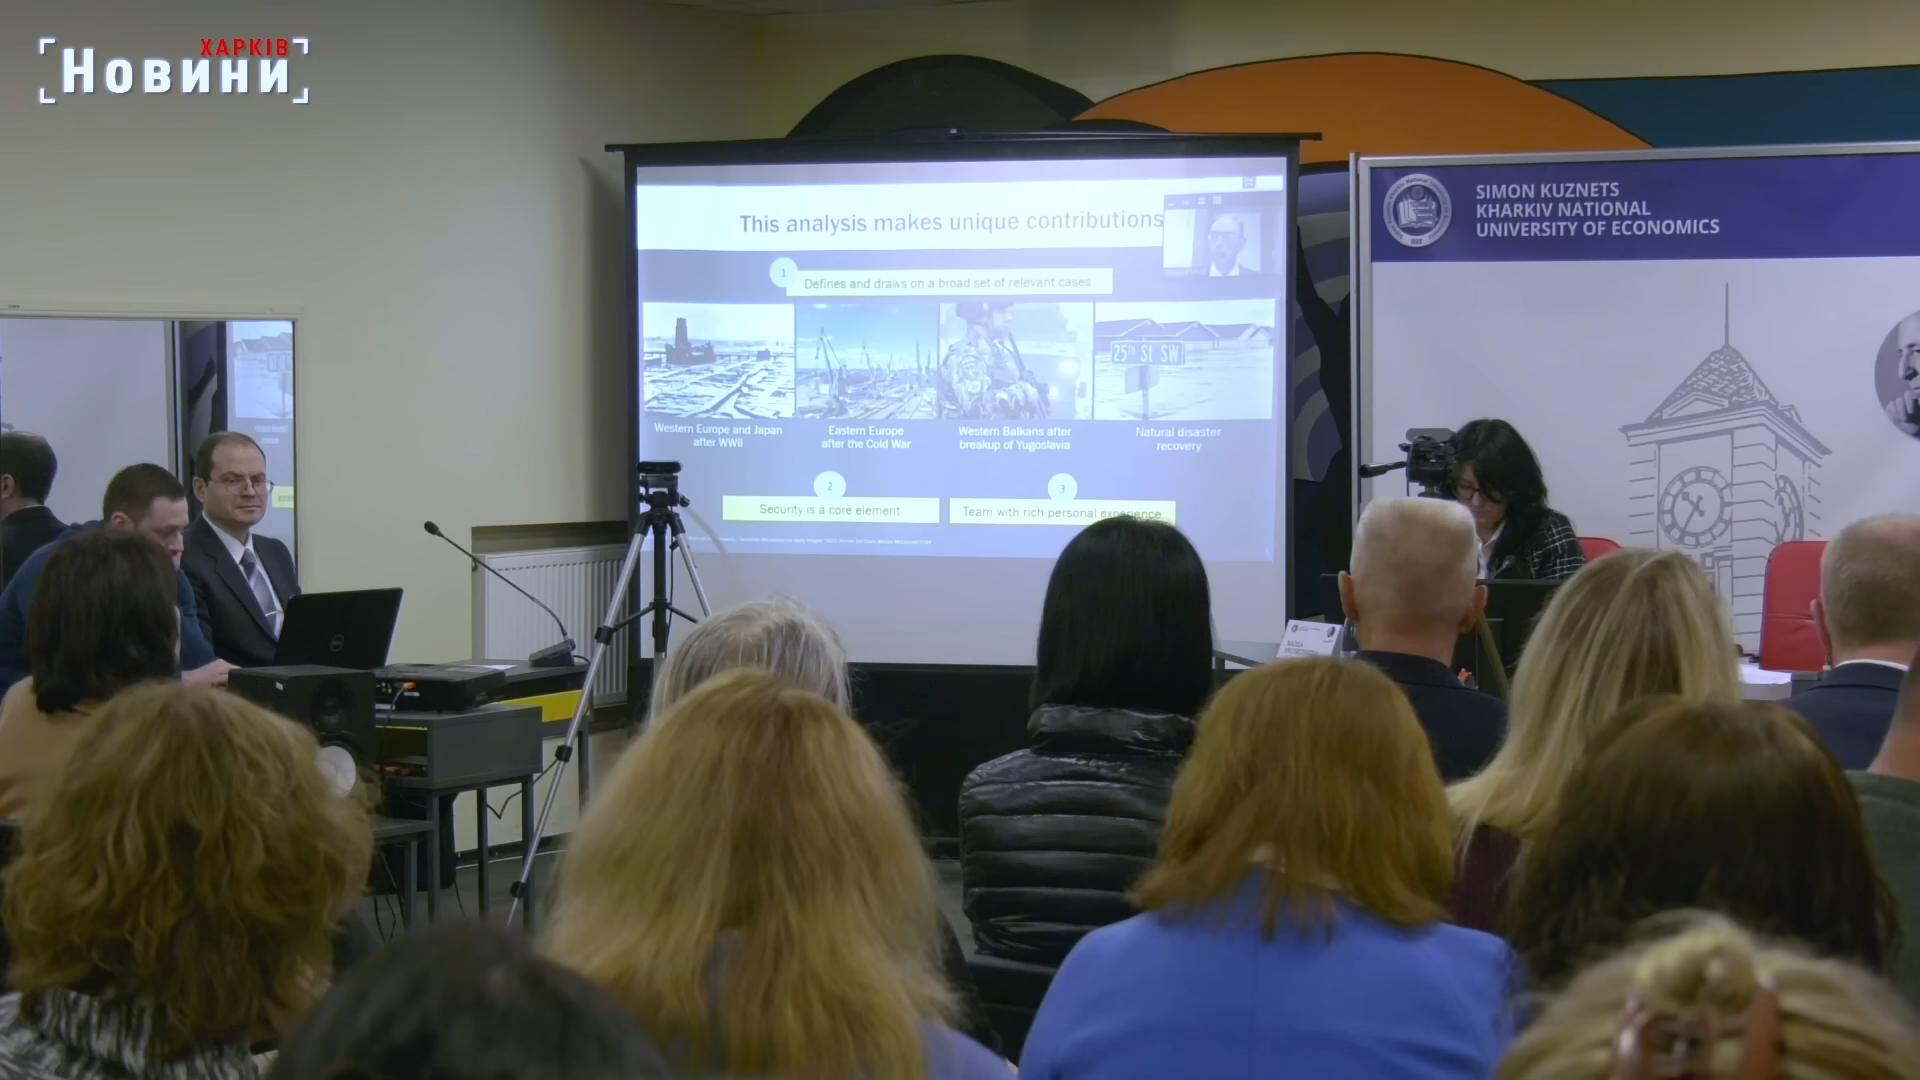 ХАРКІВ
Новини
This analysis makes unique contributions
1
Defines and draws on a broad set of relevant cases
25TH St SW
Western Europe and Japan
after WWII
Eastern Europe
after the Cold War
Western Balkans after
breakup of Yugoslavia
Natural disaster
recovery
2
Security is a core element
3
Team with rich personal experience
SIMON KUZNETS
KHARKIV NATIONAL
UNIVERSITY OF ECONOMICS
DELL